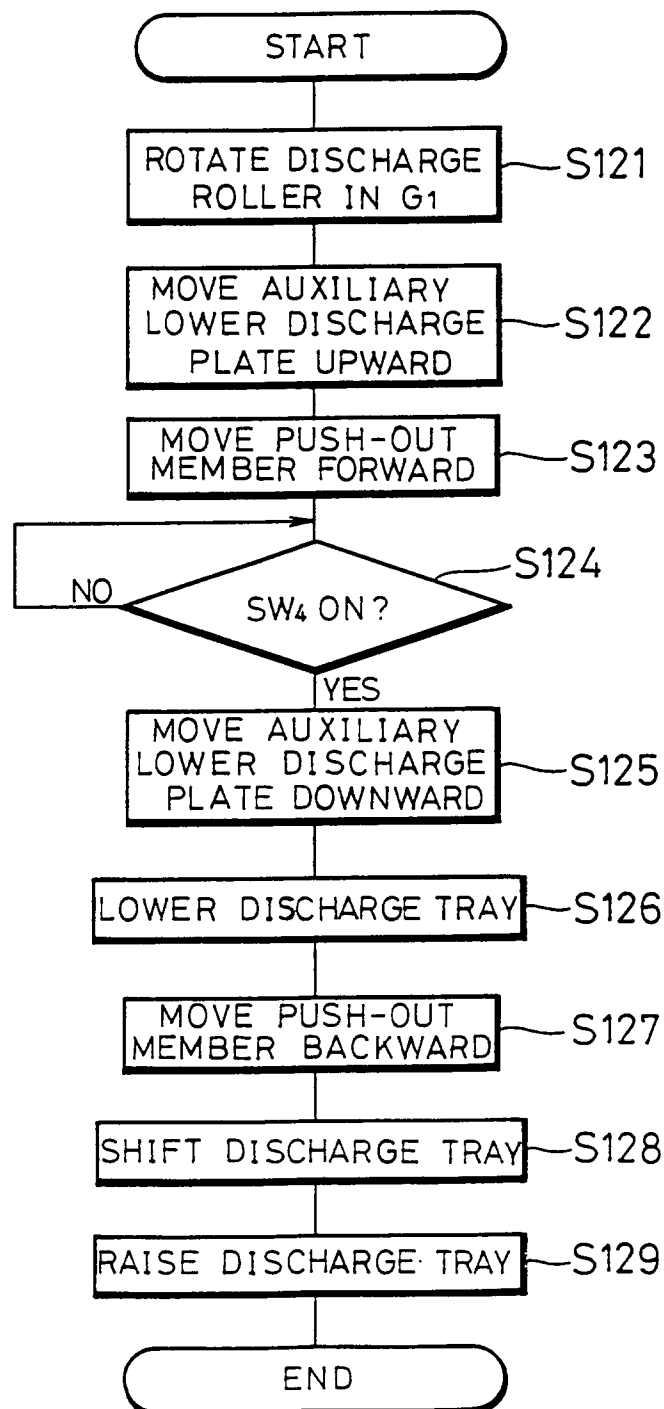 START
ROTATE DISCHARGE
ROLLER IN G1
S121
MOVE AUXILIARY
LOWER DISCHARGE
PLATE UPWARD
S122
MOVE PUSH-OUT
MEMBER FORWARD
S123
S124
NO
SW4 ON?
YES
MOVE AUXILIARY
LOWER DISCHARGE
PLATE DOWNWARD
S125
LOWER DISCHARGE TRAY
S126
MOVE PUSH-OUT
MEMBER BACKWARD
S127
SHIFT DISCHARGE TRAY
S128
RAISE DISCHARGE TRAY
S129
END